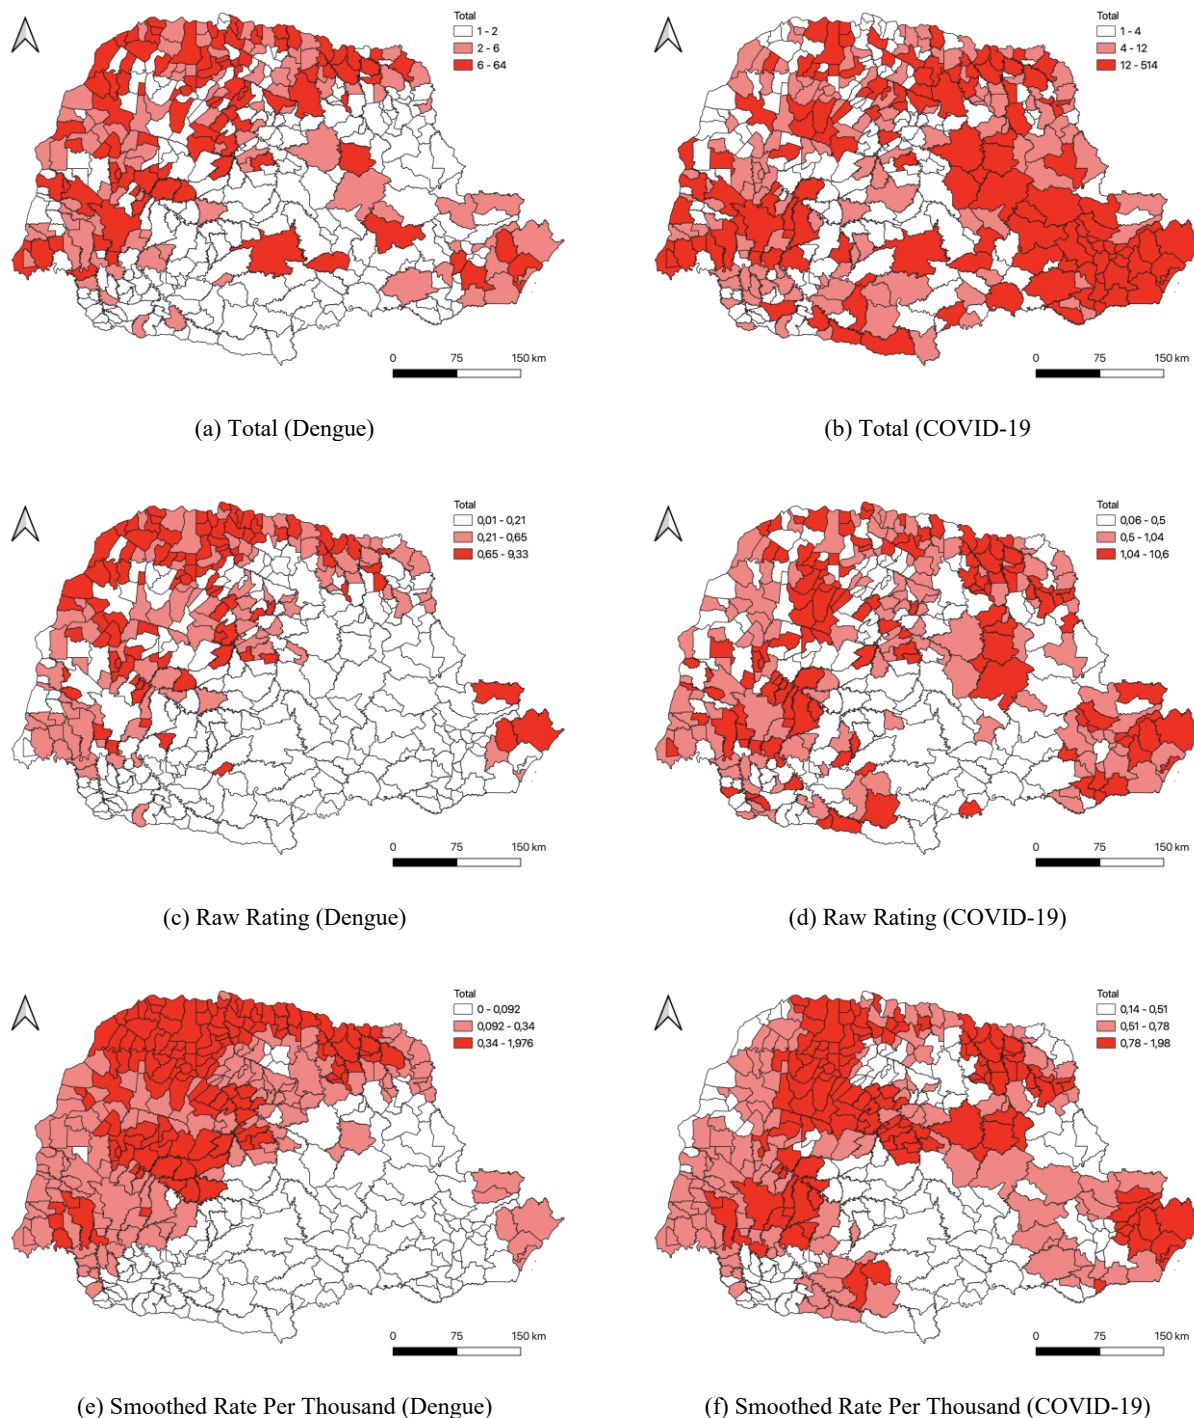 Total
1 - 2
2 - 6
6 - 64
0 75 150 km
(a) Total (Dengue)
Total
1 - 4
4 - 12
12 - 514
0 75 150 km
(b) Total (COVID-19
Total
0,01 - 0,21
0,21 - 0,65
0,65 - 9,33
0 75 150 km
(c) Raw Rating (Dengue)
Total
0,06 - 0,5
0,5 - 1,04
1,04 - 10,6
0 75 150 km
(d) Raw Rating (COVID-19)
Total
0 - 0,092
0,092 - 0,34
0,34 - 1,976
0 75 150 km
(e) Smoothed Rate Per Thousand (Dengue)
Total
0,14 - 0,51
0,51 - 0,78
0,78 - 1,98
0 75 150 km
(f) Smoothed Rate Per Thousand (COVID-19)